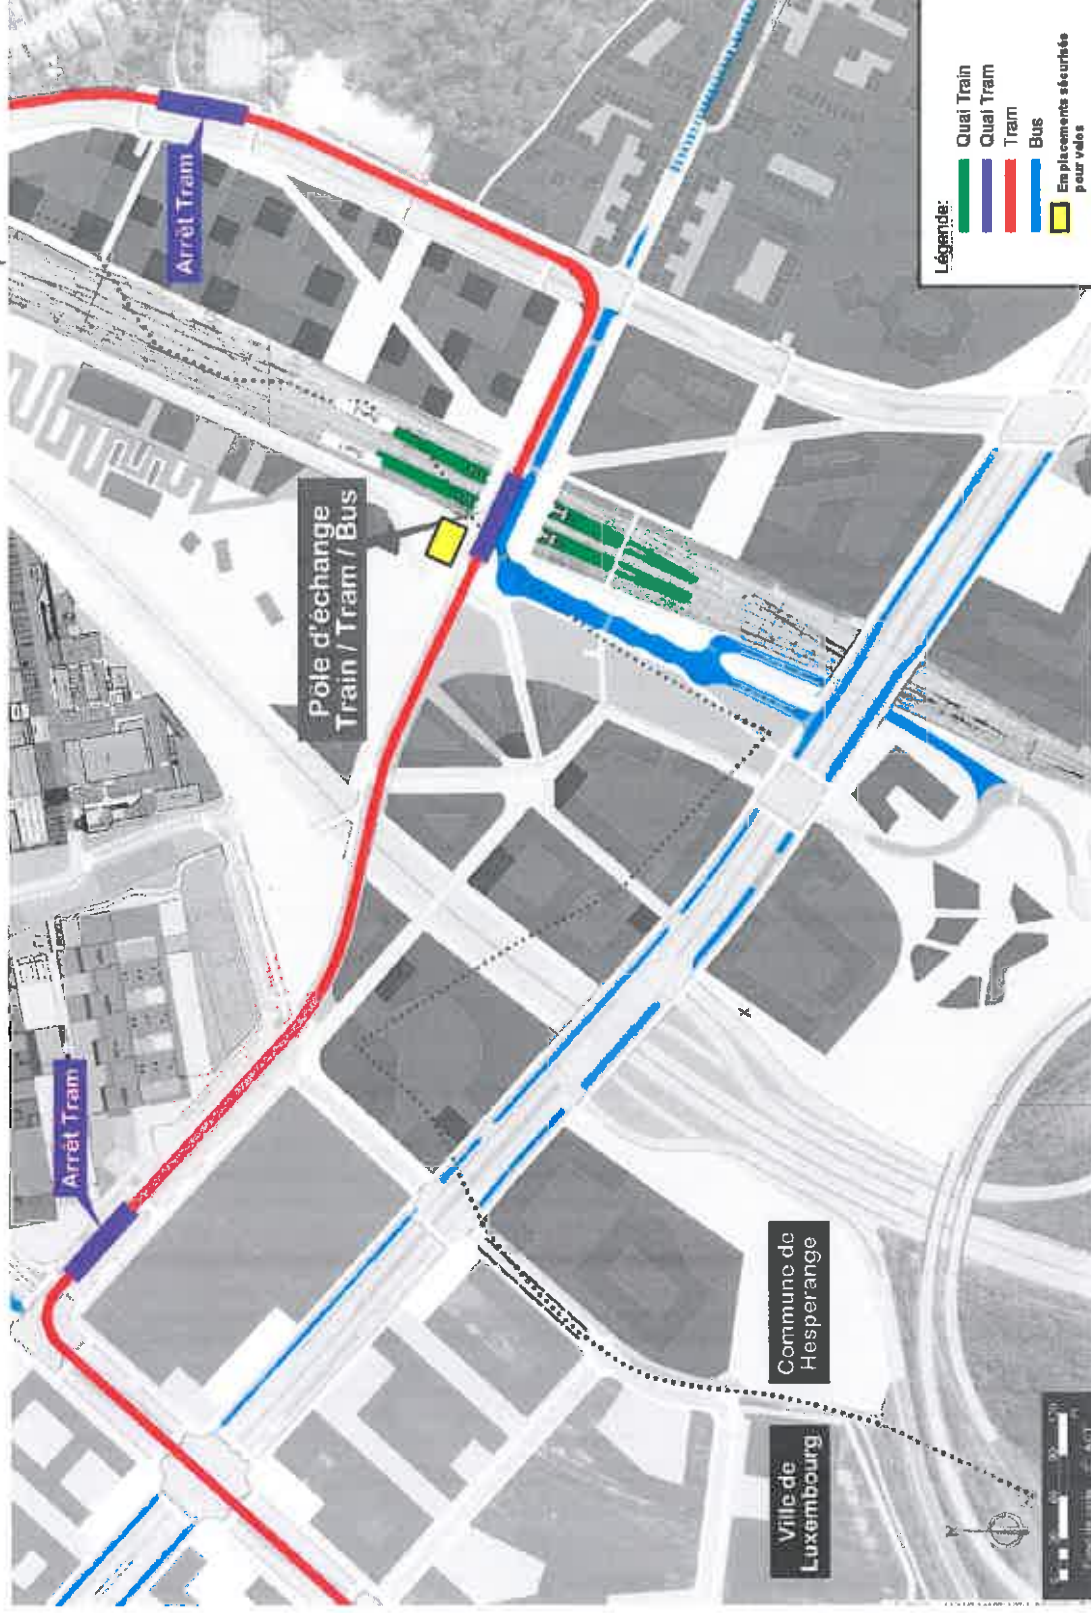 Arrêt Tram
Pôle d'échange
Train / Tram / Bus
Arrêt Tram
Commune de
Hesperange
Ville de
Luxembourg
N
Légende:
Quai Train
Quai Tram
Tram
Bus
Emplacements sécurisés
pour vélos